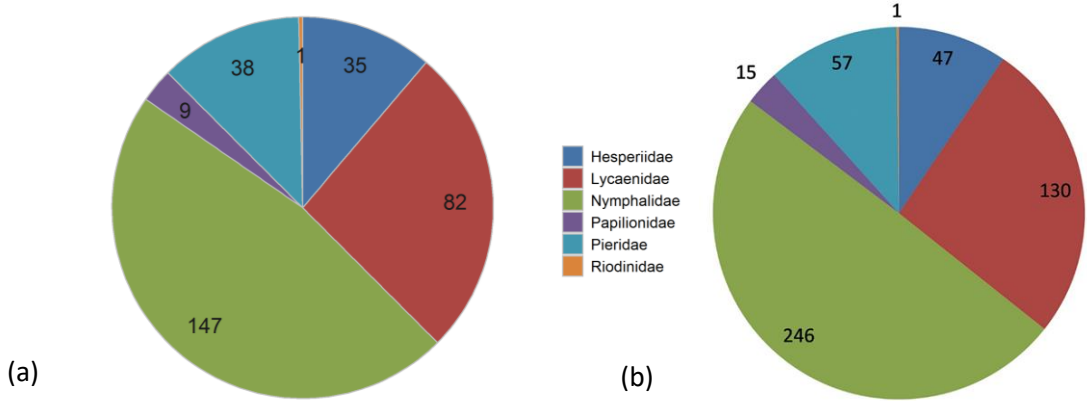 1
38
35
9
82
147
(a)
Hesperiidae
Lycaenidae
Nymphalidae
Papilionidae
Pieridae
Riodinidae
1
57
47
15
130
246
(b)